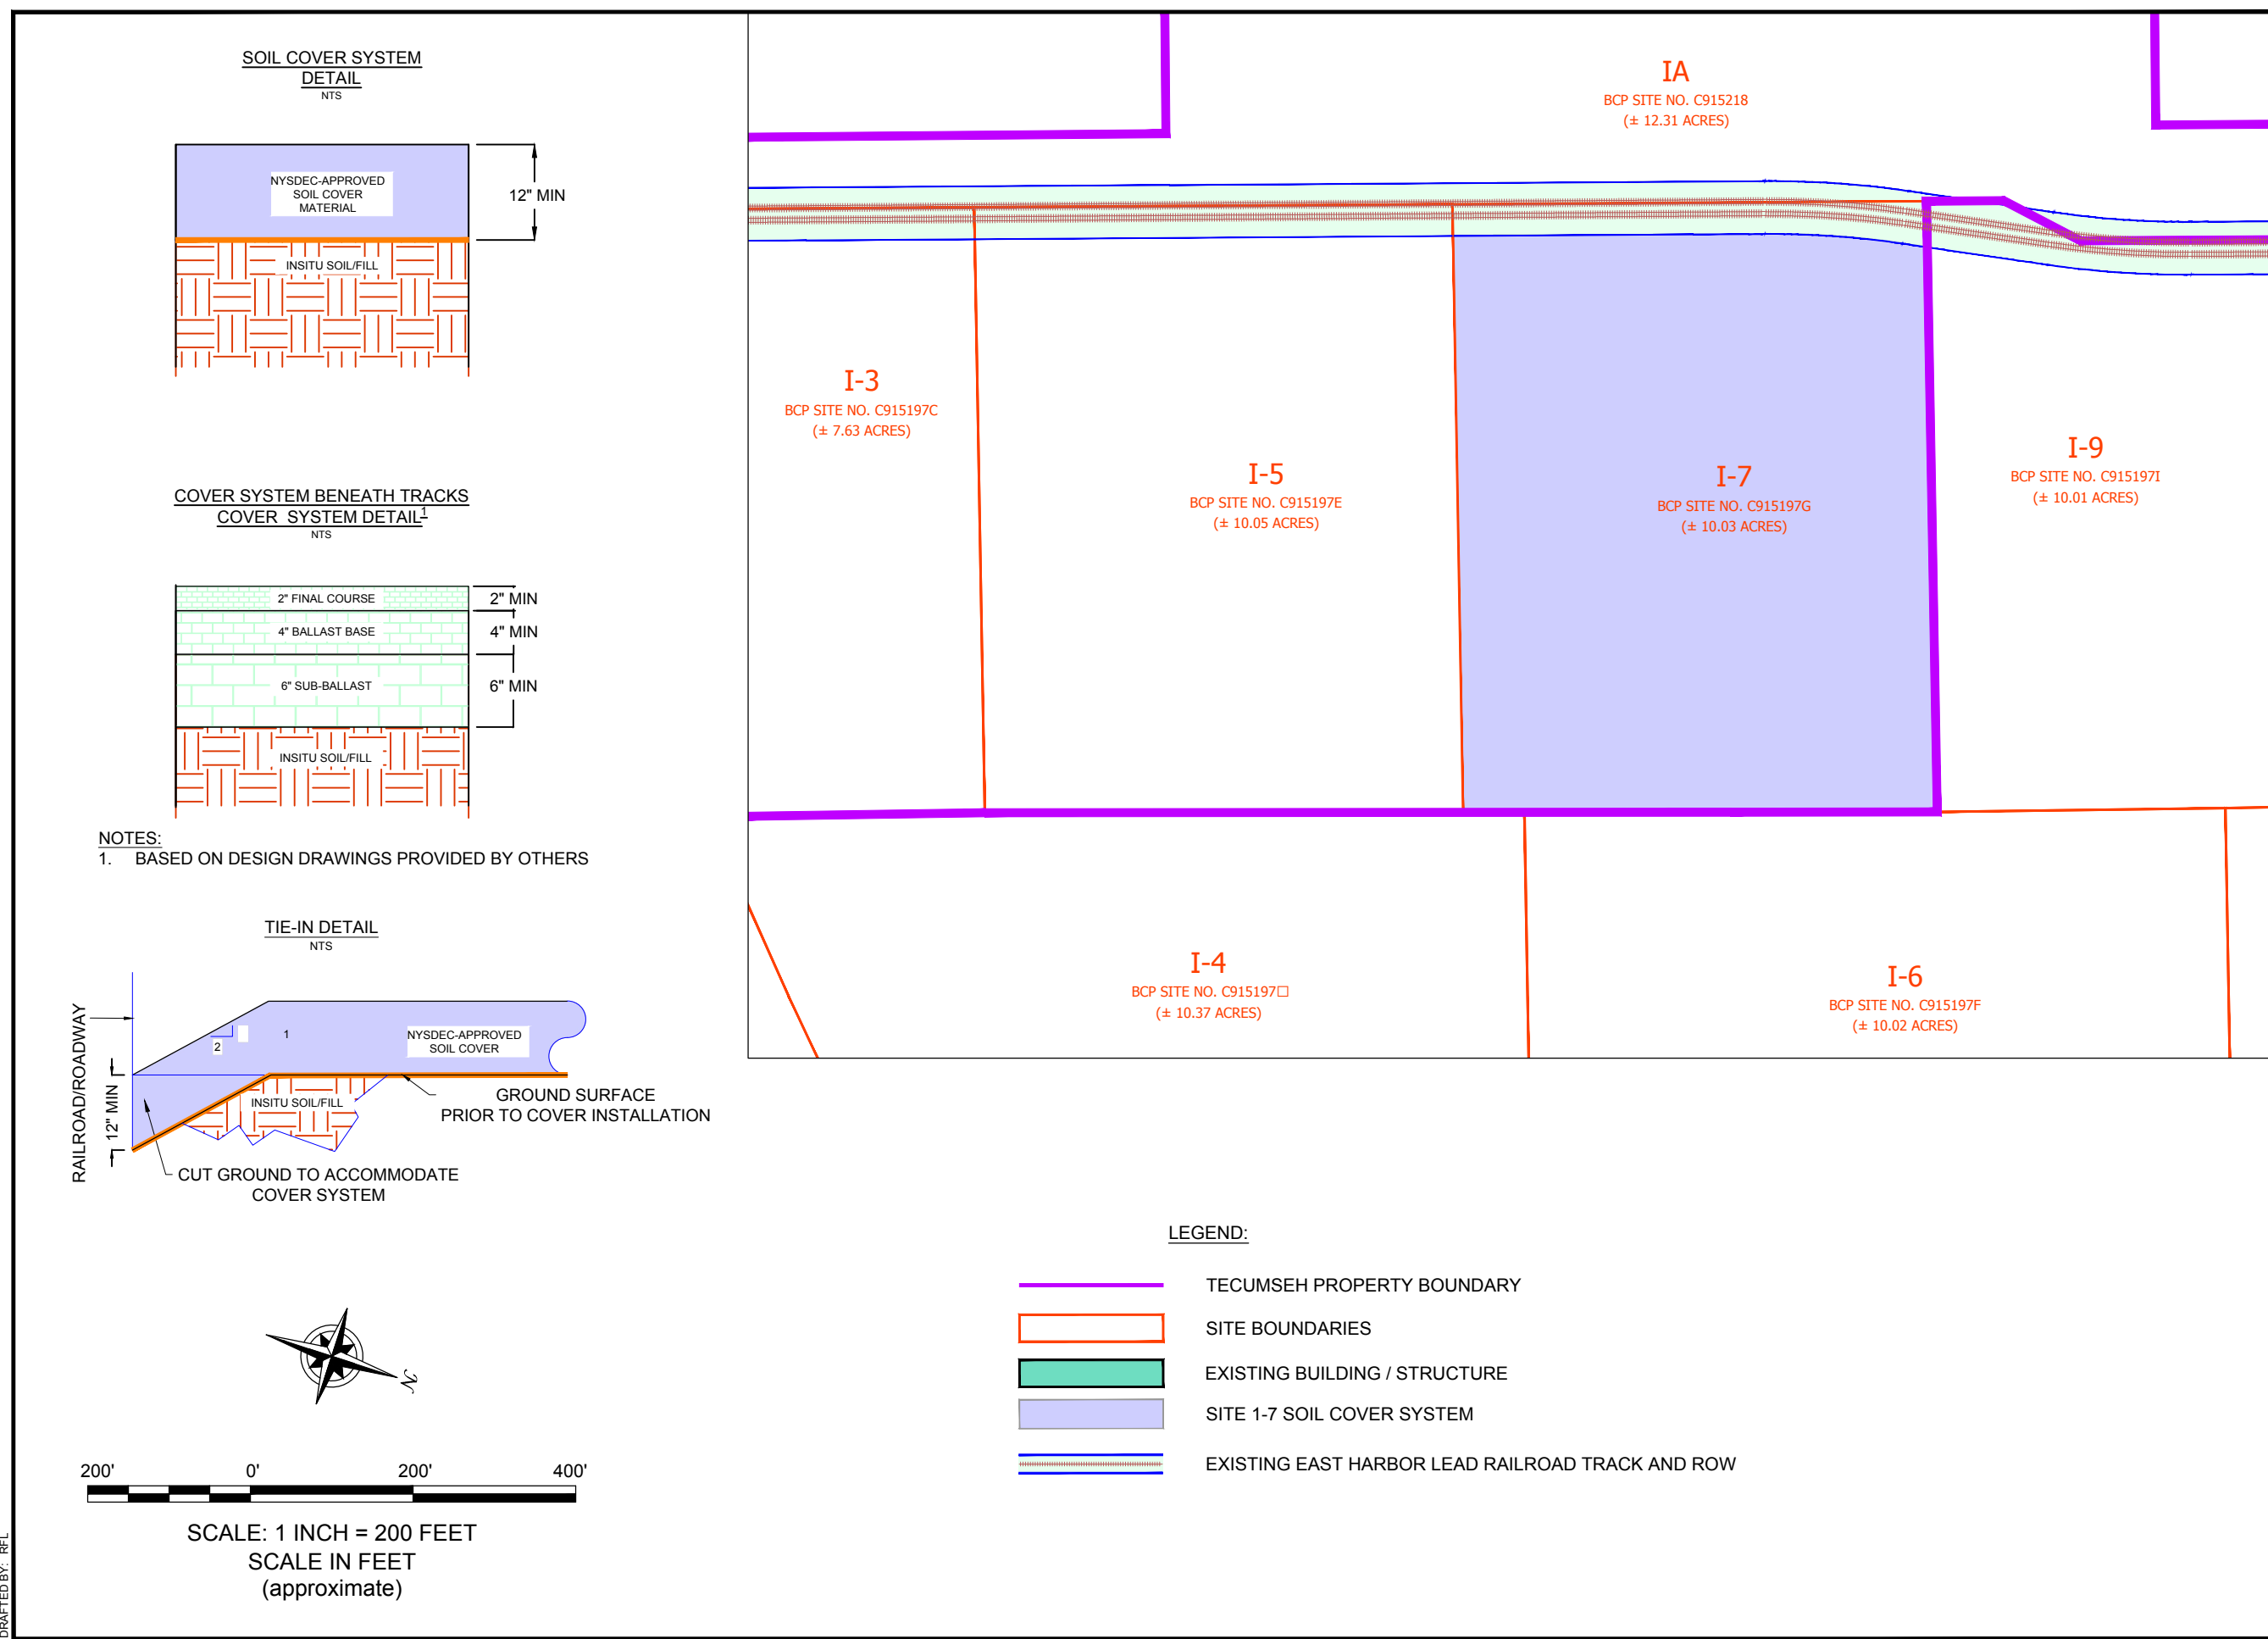 SOIL COVER SYSTEM
DETAIL
NTS
NYSDEC-APPROVED
SOIL COVER
MATERIAL
12" MIN
INSITU SOIL/FILL
COVER SYSTEM BENEATH TRACKS
COVER SYSTEM DETAIL1
NTS
2" FINAL COURSE
2" MIN
4" BALLAST BASE
4" MIN
6" SUB-BALLAST
6" MIN
INSITU SOIL/FILL
NOTES:
1. BASED ON DESIGN DRAWINGS PROVIDED BY OTHERS
TIE-IN DETAIL
NTS
RAILROAD/ROADWAY
12" MIN
1
2
NYSDEC-APPROVED
SOIL COVER
INSITU SOIL/FILL
GROUND SURFACE
PRIOR TO COVER INSTALLATION
CUT GROUND TO ACCOMMODATE
COVER SYSTEM
N
200' 0' 200' 400'
SCALE: 1 INCH = 200 FEET
SCALE IN FEET
(approximate)
DRAFTED BY: RFL
IA
BCP SITE NO. C915218
(± 12.31 ACRES)
I-3
BCP SITE NO. C915197C
(± 7.63 ACRES)
I-5
BCP SITE NO. C915197E
(± 10.05 ACRES)
I-7
BCP SITE NO. C915197G
(± 10.03 ACRES)
I-9
BCP SITE NO. C915197I
(± 10.01 ACRES)
I-4
BCP SITE NO. C915197□
(± 10.37 ACRES)
I-6
BCP SITE NO. C915197F
(± 10.02 ACRES)
LEGEND:
TECUMSEH PROPERTY BOUNDARY
SITE BOUNDARIES
EXISTING BUILDING / STRUCTURE
SITE 1-7 SOIL COVER SYSTEM
EXISTING EAST HARBOR LEAD RAILROAD TRACK AND ROW